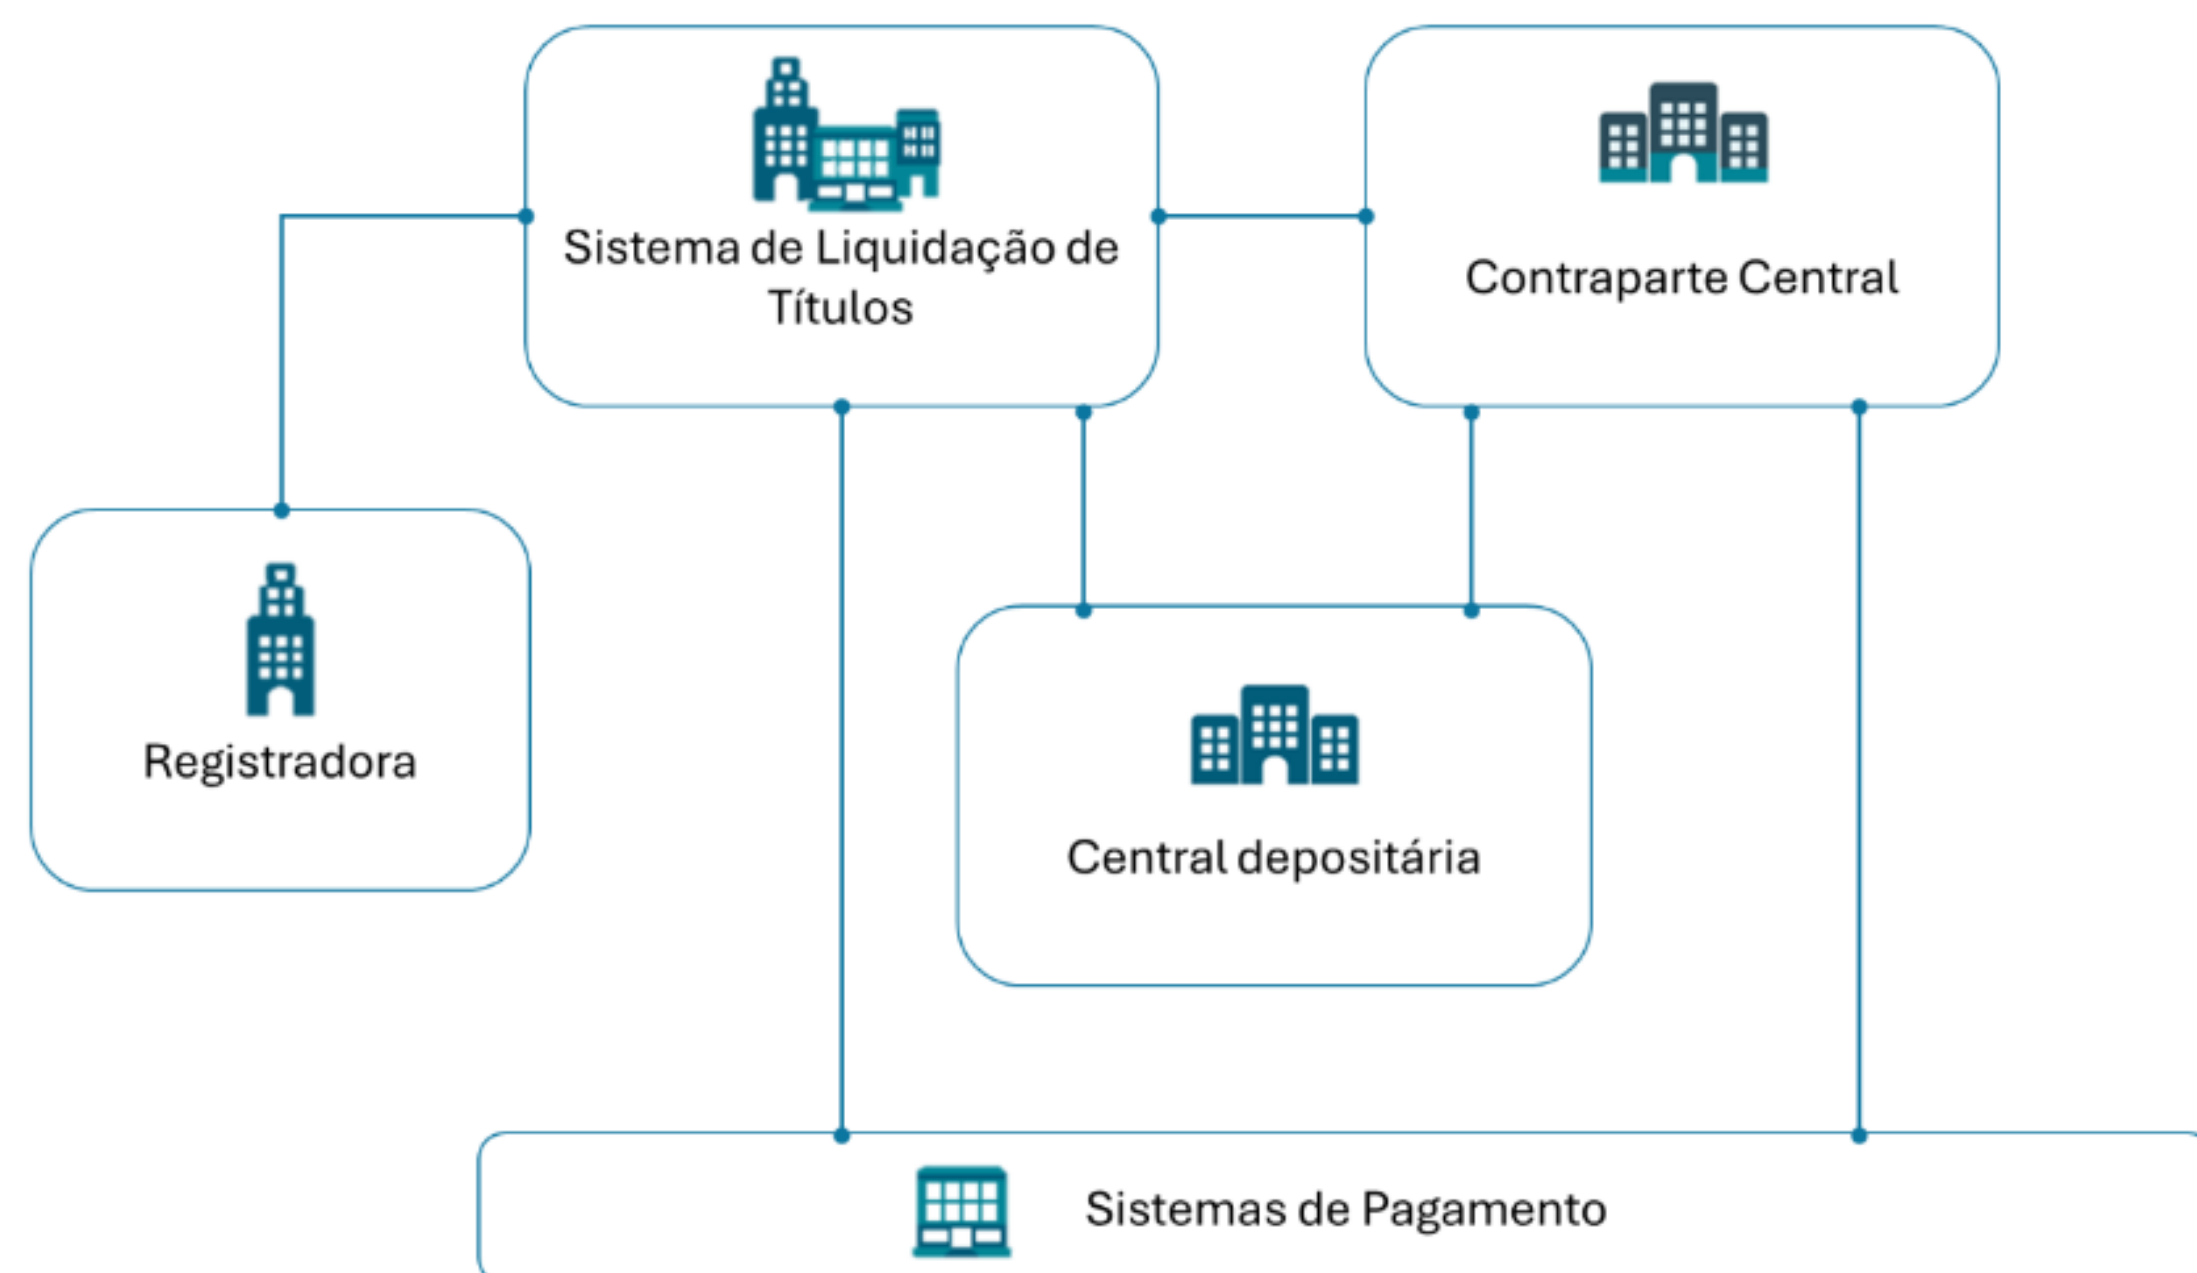 Sistema de Liquidação de
Títulos
Contraparte Central
Registradora
Central depositária
Sistemas de Pagamento